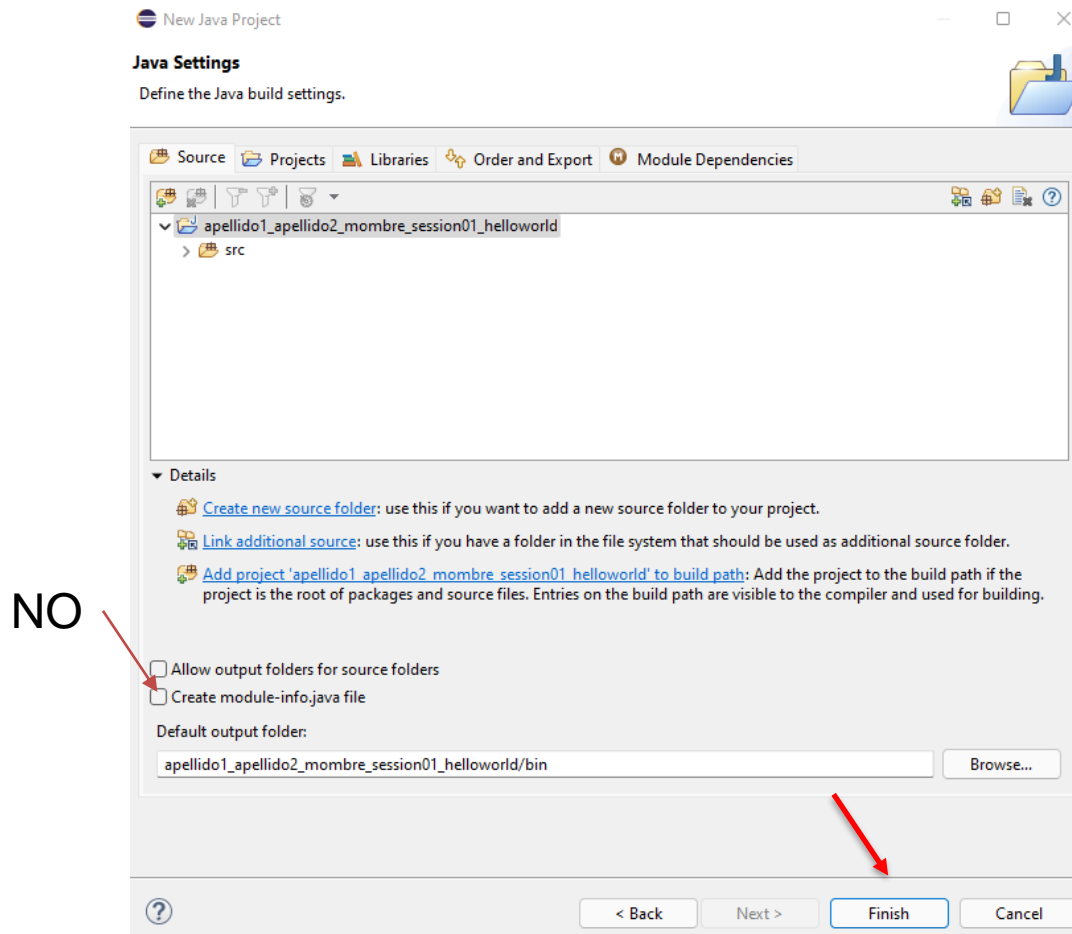 New Java Project
Java Settings
Define the Java build settings.
Source Projects Libraries Order and Export Module Dependencies
apellido1_apellido2_mombre_session01_helloworld
src
Details
Create new source folder: use this if you want to add a new source folder to your project.
Link additional source: use this if you have a folder in the file system that should be used as additional source folder.
Add project 'apellido1_apellido2_mombre_session01_helloworld' to build path: Add the project to the build path if the
project is the root of packages and source files. Entries on the build path are visible to the compiler and used for building.
NO
Allow output folders for source folders
Create module-info.java file
Default output folder:
apellido1_apellido2_mombre_session01_helloworld/bin Browse...
< Back Next > Finish Cancel